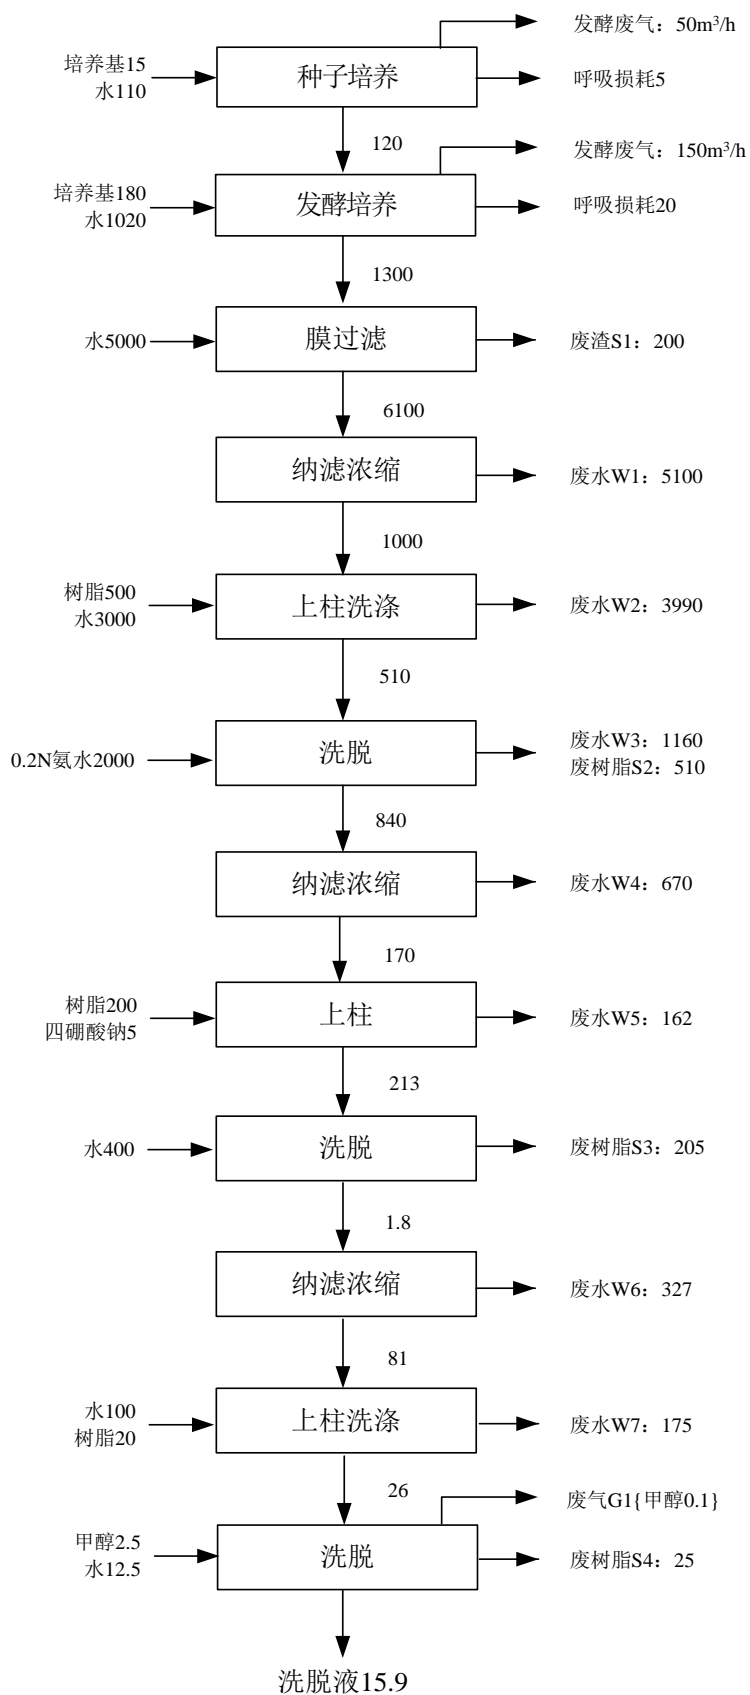 发酵废气：50m³/h
培养基15
水110
种子培养
呼吸损耗5
120
发酵废气：150m³/h
培养基180
水1020
发酵培养
呼吸损耗20
1300
水5000
膜过滤
废渣S1：200
6100
纳滤浓缩
废水W1：5100
1000
树脂500
水3000
上柱洗涤
废水W2：3990
510
0.2N氨水2000
洗脱
废水W3：1160
废树脂S2：510
840
纳滤浓缩
废水W4：670
170
树脂200
四硼酸钠5
上柱
废水W5：162
213
水400
洗脱
废树脂S3：205
1.8
纳滤浓缩
废水W6：327
81
水100
树脂20
上柱洗涤
废水W7：175
26
废气G1{甲醇0.1}
甲醇2.5
水12.5
洗脱
废树脂S4：25
洗脱液15.9